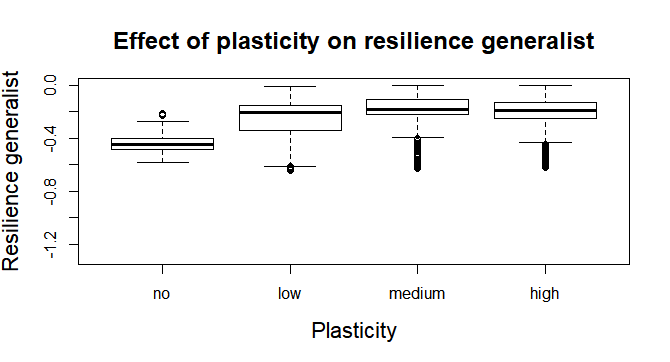 Effect of plasticity on resilience generalist
Resilience generalist
0.0
-0.4
-0.8
-1.2
no low medium high
Plasticity